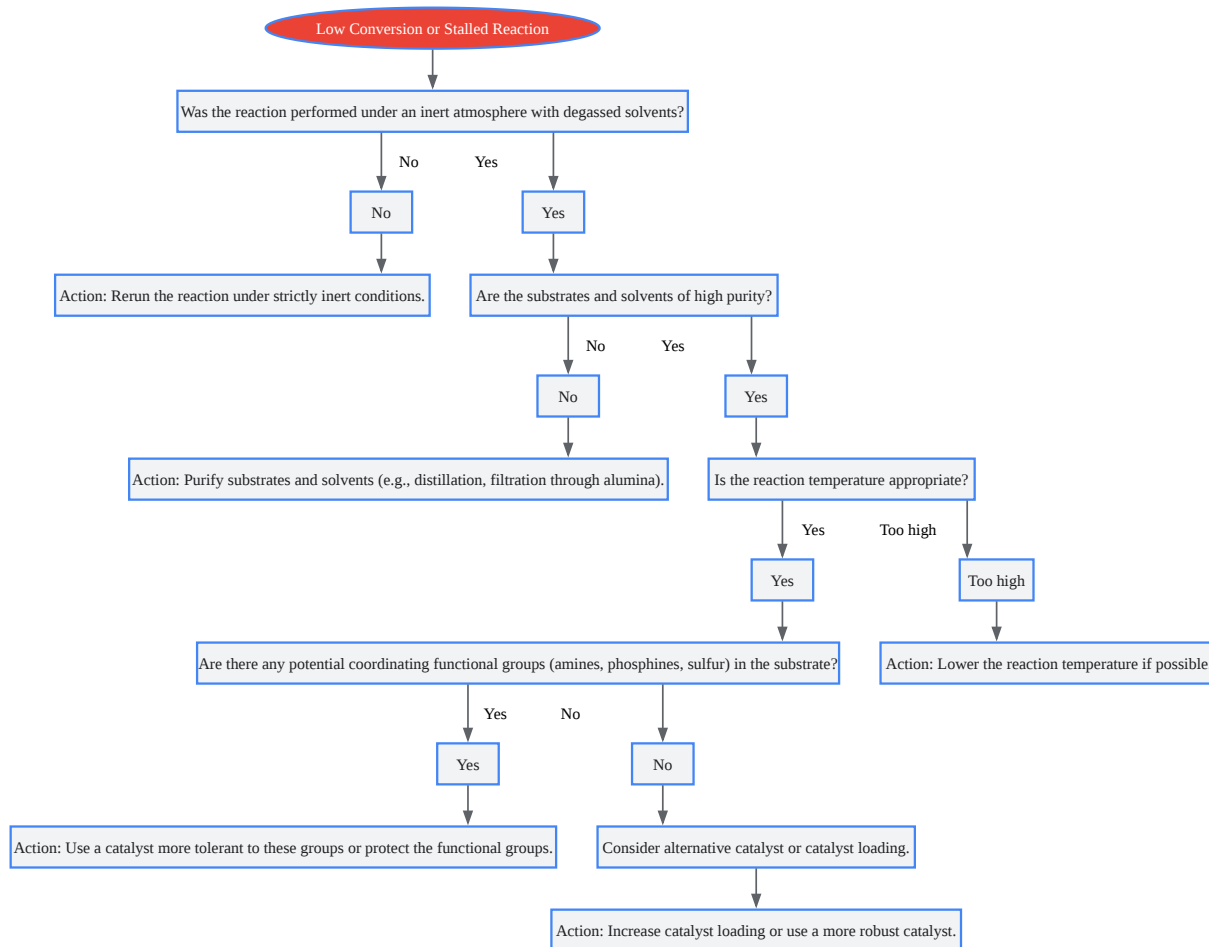 Low Conversion or Stalled Reaction
Was the reaction performed under an inert atmosphere with degassed solvents?
No
Yes
No
Yes
Action: Rerun the reaction under strictly inert conditions.
Are the substrates and solvents of high purity?
No
Yes
No
Yes
Action: Purify substrates and solvents (e.g., distillation, filtration through alumina).
Is the reaction temperature appropriate?
Yes
Too high
Yes
Too high
Are there any potential coordinating functional groups (amines, phosphines, sulfur) in the substrate?
Action: Lower the reaction temperature if possible
Yes
No
Yes
No
Action: Use a catalyst more tolerant to these groups or protect the functional groups.
Consider alternative catalyst or catalyst loading.
Action: Increase catalyst loading or use a more robust catalyst.